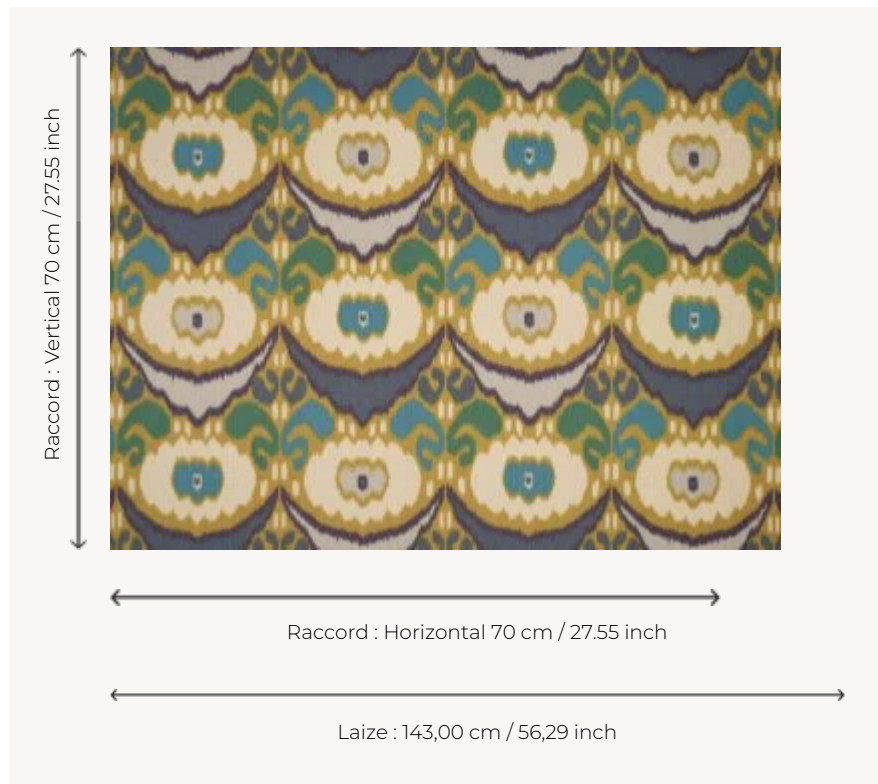 Raccord : Vertical 70 cm / 27.55 inch
Raccord : Horizontal 70 cm / 27.55 inch
Laize : 143,00 cm / 56,29 inch